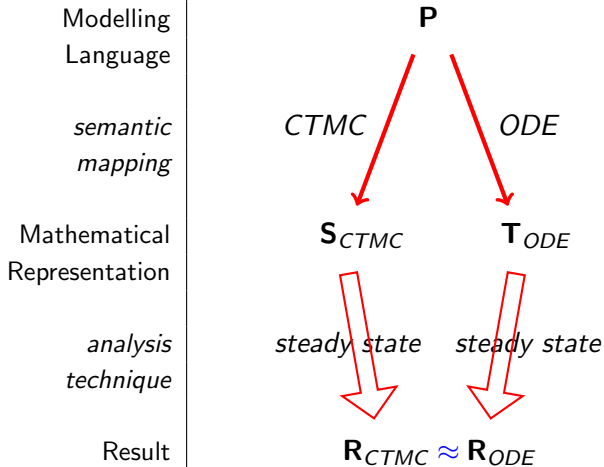 Modelling
Language
P
semantic
mapping
CTMC
ODE
Mathematical
Representation
S_CTMC
T_ODE
analysis
technique
steady state
steady state
Result
R_CTMC ≈ R_ODE